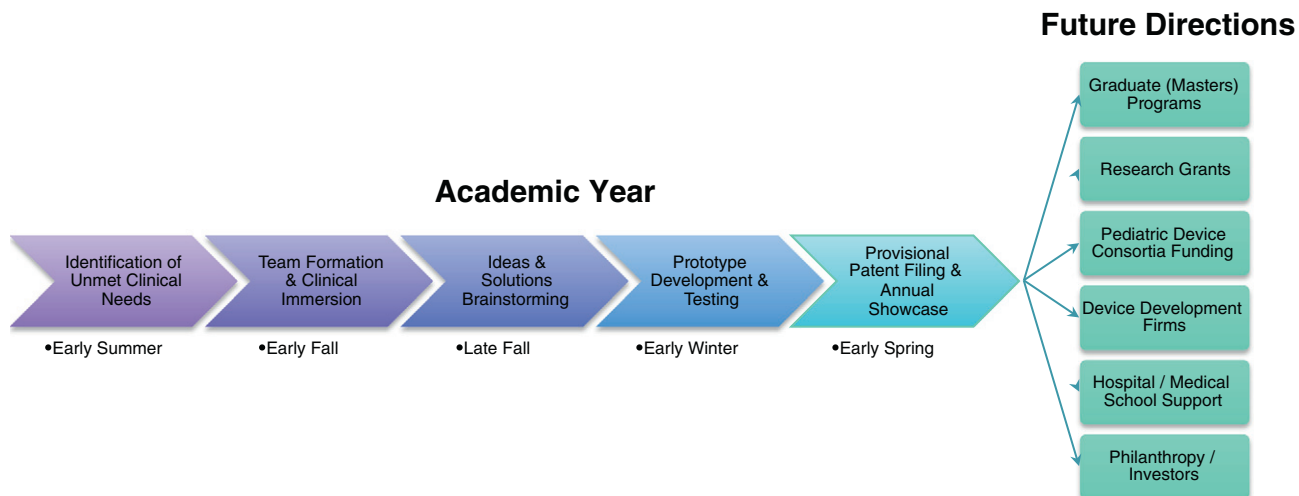 Future Directions
Academic Year
Identification of
Unmet Clinical
Needs
•Early Summer
Team Formation
& Clinical
Immersion
•Early Fall
Ideas &
Solutions
Brainstorming
•Late Fall
Prototype
Development &
Testing
•Early Winter
Provisional
Patent Filing &
Annual
Showcase
•Early Spring
Graduate (Masters)
Programs
Research Grants
Pediatric Device
Consortia Funding
Device Development
Firms
Hospital / Medical
School Support
Philanthropy /
Investors